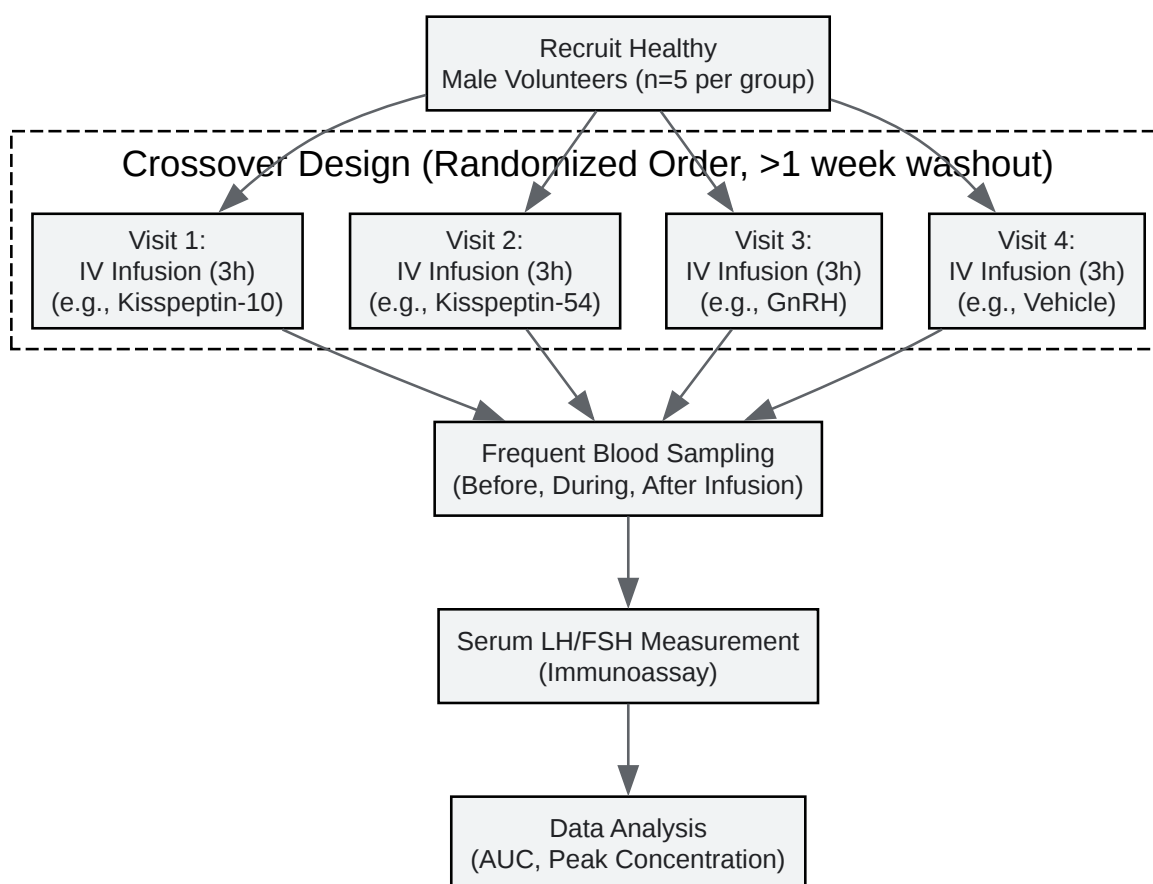 Recruit Healthy
Male Volunteers (n=5 per group)
Crossover Design (Randomized Order, >1 week washout)
Visit 1:
IV Infusion (3h)
(e.g., Kisspeptin-10)
Visit 2:
IV Infusion (3h)
(e.g., Kisspeptin-54)
Visit 3:
IV Infusion (3h)
(e.g., GnRH)
Visit 4:
IV Infusion (3h)
(e.g., Vehicle)
Frequent Blood Sampling
(Before, During, After Infusion)
Serum LH/FSH Measurement
(Immunoassay)
Data Analysis
(AUC, Peak Concentration)